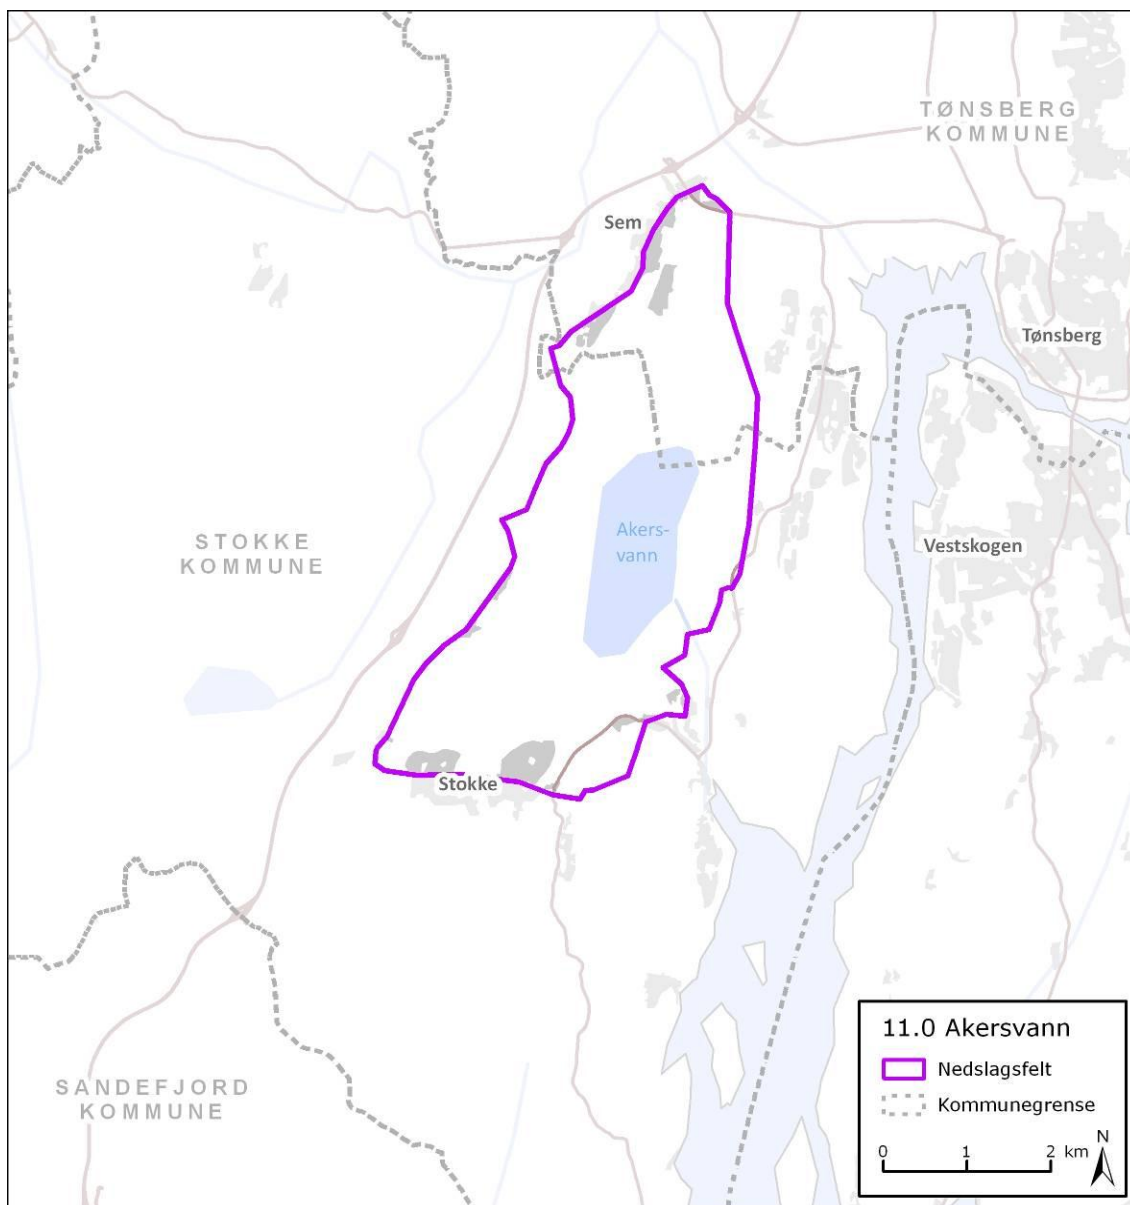 TØNSBERG
KOMMUNE
Sem
Tønsberg
Akers-
vann
STOKKE
KOMMUNE
Vestskogen
Stokke
11.0 Akersvann
Nedslagsfelt
Kommunegrense
0 1 2 km
N
SANDEFJORD
KOMMUNE